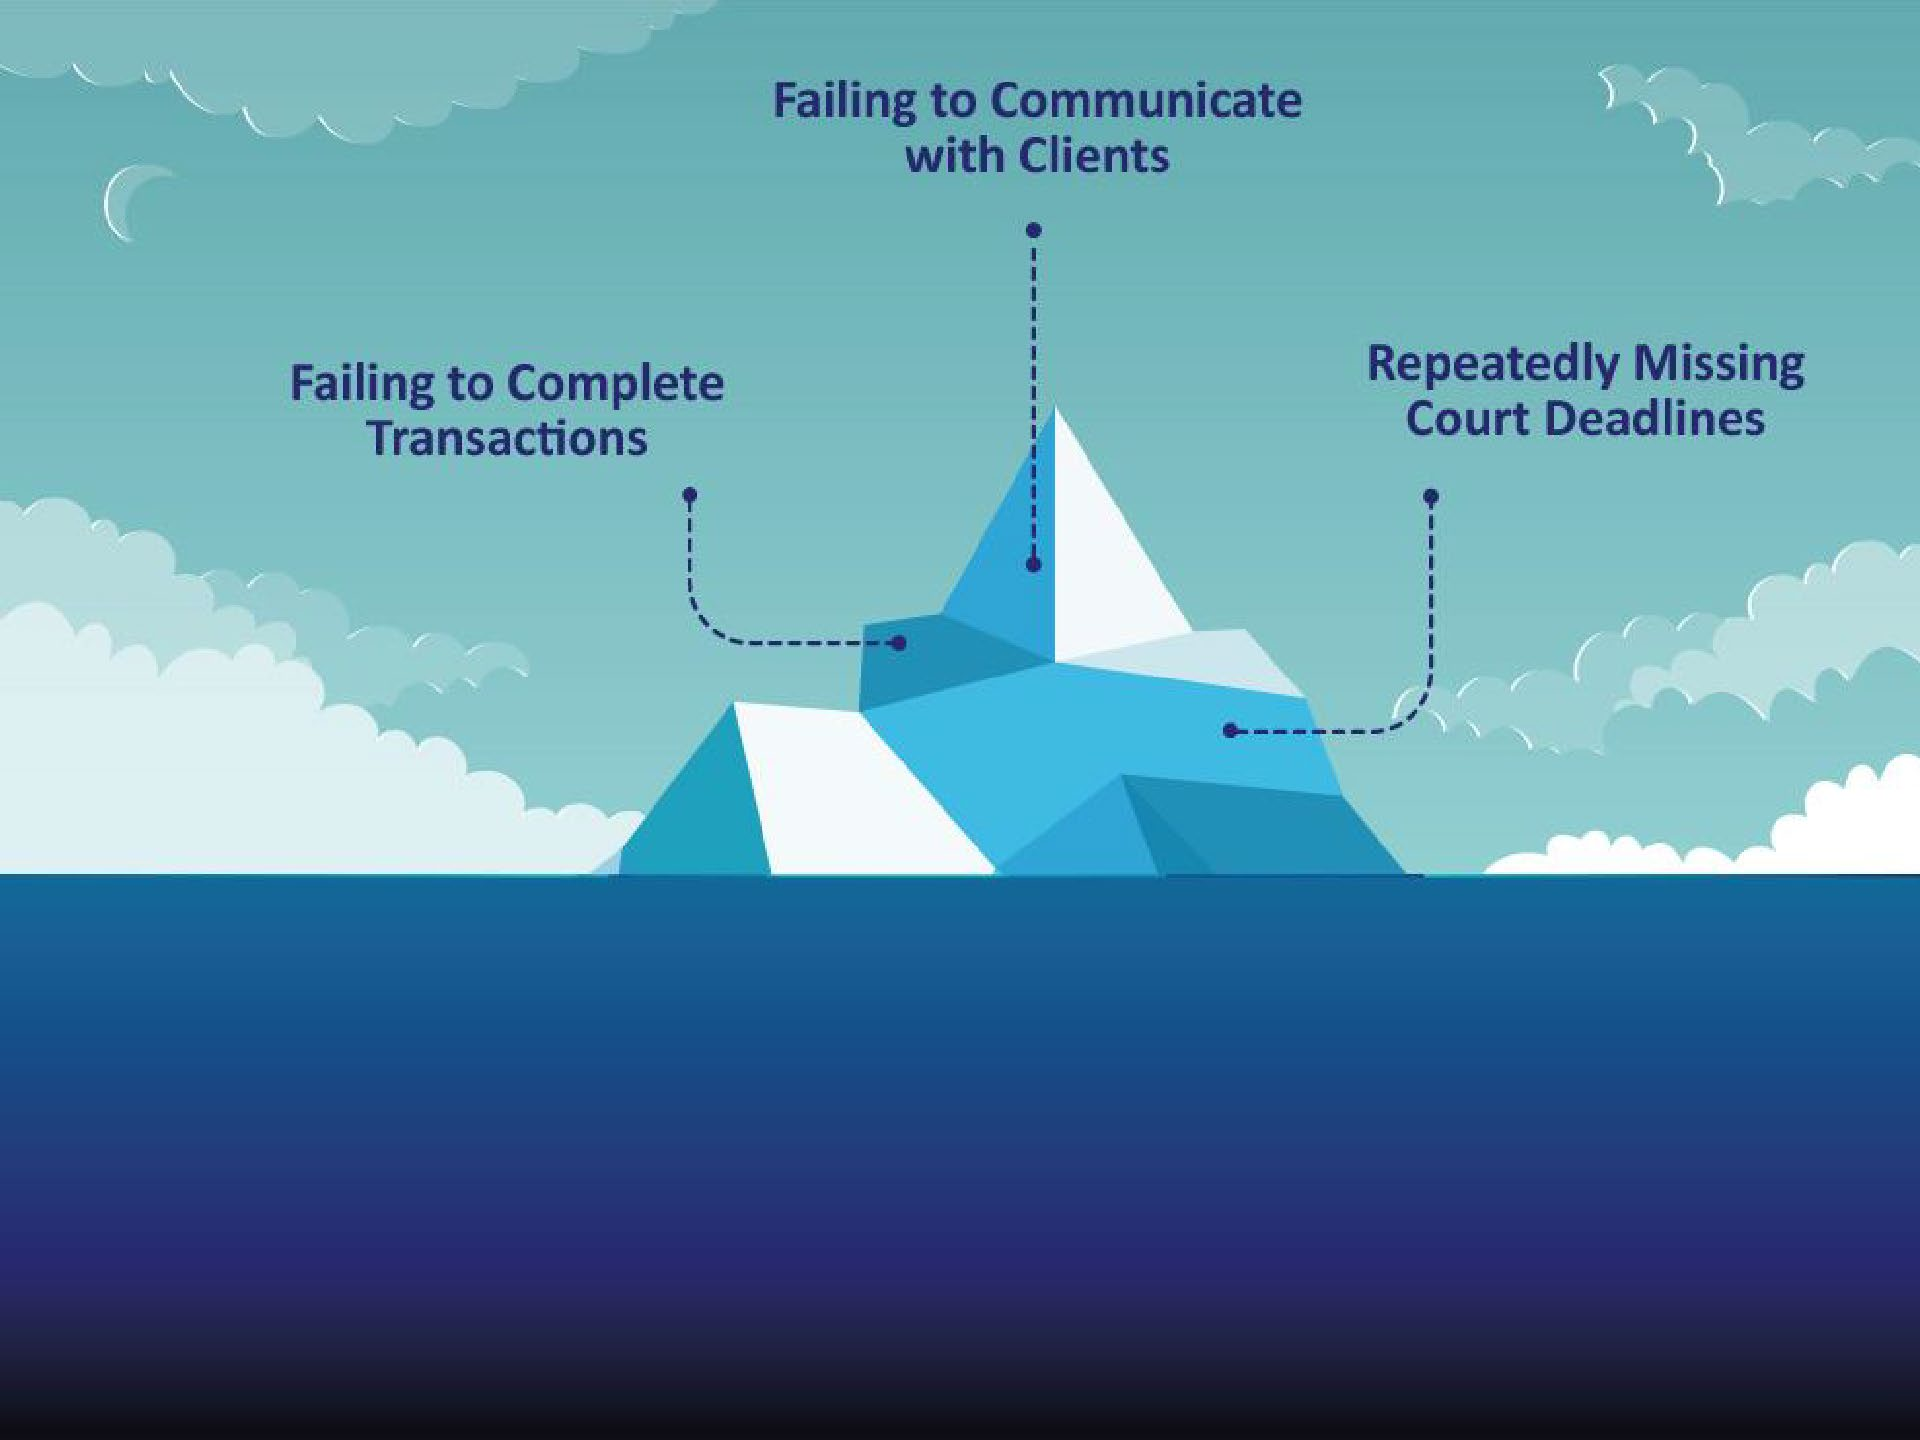 Failing to Communicate
with Clients
Failing to Complete
Transactions
Repeatedly Missing
Court Deadlines